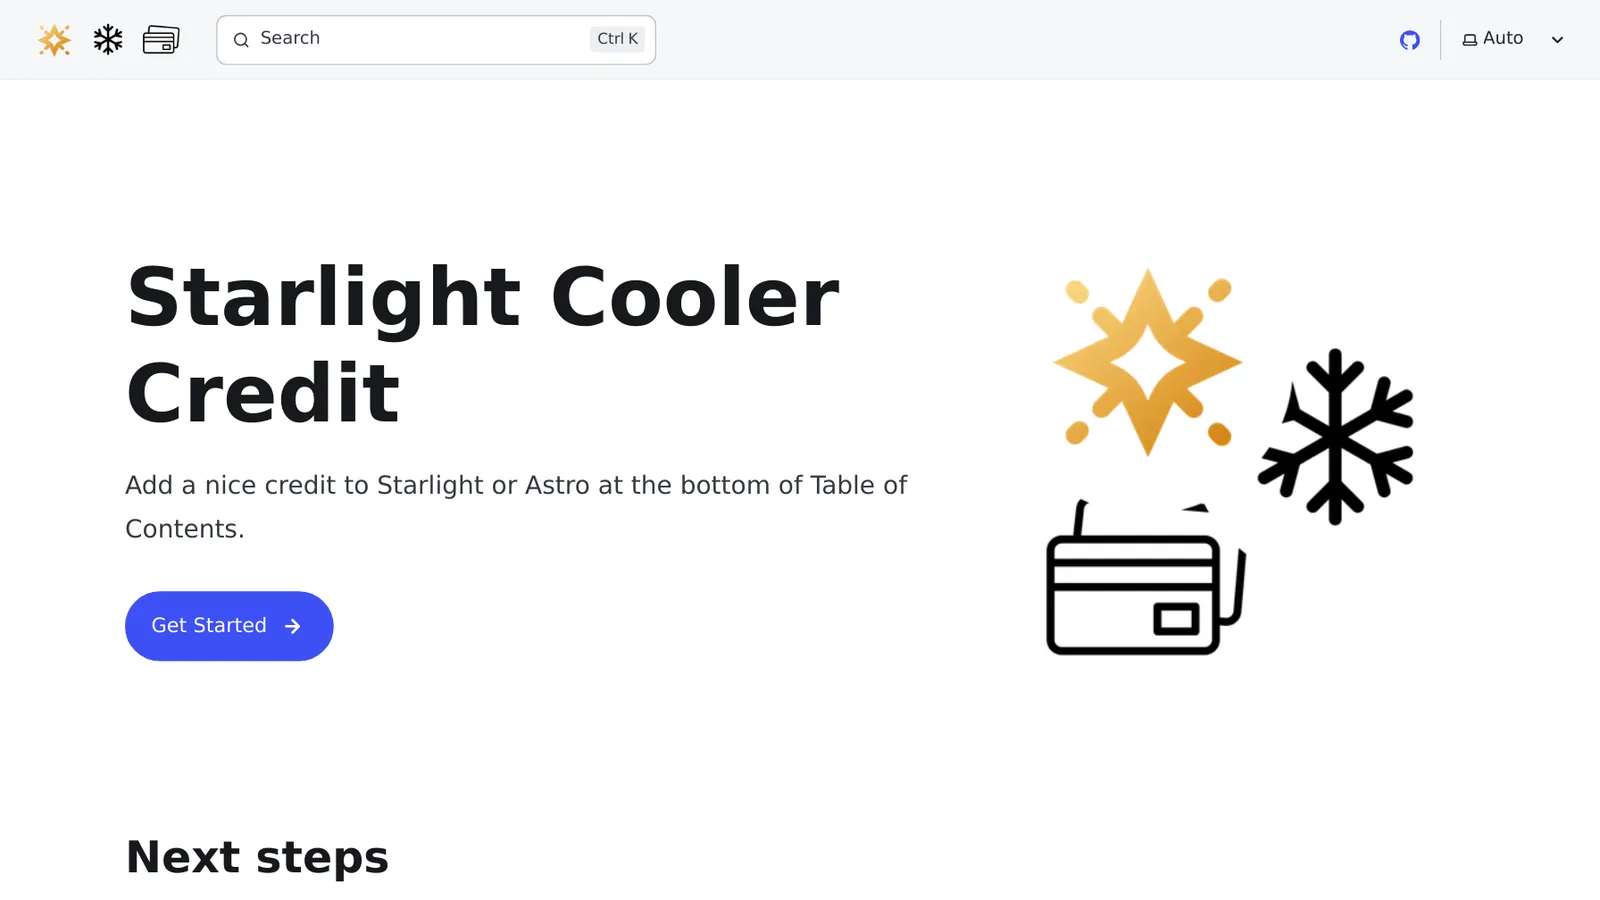 Search
Ctrl K
Auto
Starlight Cooler
Credit
Add a nice credit to Starlight or Astro at the bottom of Table of
Contents.
Get Started
Next steps